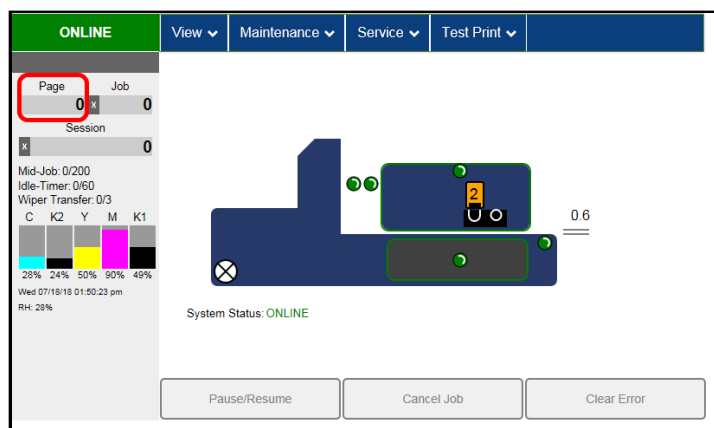 ONLINE
View Maintenance Service Test Print
Page Job
0 x 0
Session
x 0
Mid-Job: 0/200
Idle-Timer: 0/60
Wiper Transfer: 0/3
C K2 Y M K1
28% 24% 50% 90% 49%
Wed 07/18/18 01:50:23 pm
RH: 28%
2
0.6
System Status: ONLINE
Pause/Resume Cancel Job Clear Error